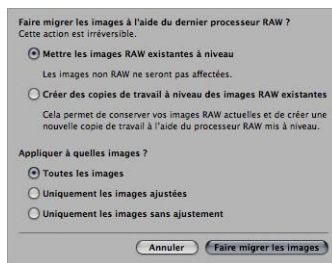 Faire migrer les images à l'aide du dernier processeur RAW ?
Cette action est irréversible.
Mettre les images RAW existantes à niveau
Les images non RAW ne seront pas affectées.
Créer des copies de travail à niveau des images RAW existantes
Cela permet de conserver vos images RAW actuelles et de créer une
nouvelle copie de travail à l'aide du processeur RAW mis à niveau.
Appliquer à quelles images ?
Toutes les images
Uniquement les images ajustées
Uniquement les images sans ajustement
Annuler
Faire migrer les images